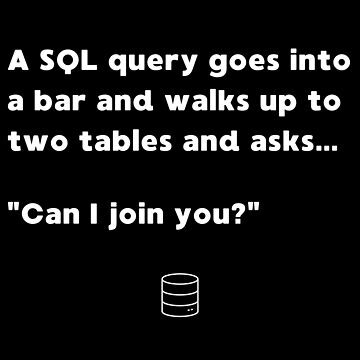 A SQL query goes into
a bar and walks up to
two tables and asks...
"Can I join you?"